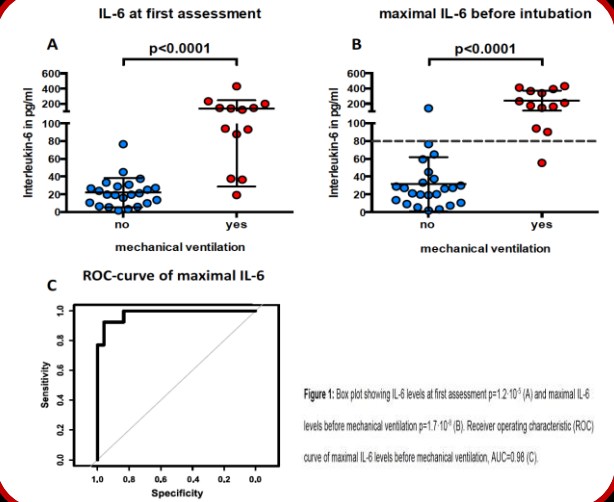 IL-6 at first assessment
maximal IL-6 before intubation
A
p<0.0001
Interleukin-6 in pg/ml
600
400
200
100
80
60
40
20
0
no
yes
mechanical ventilation
B
p<0.0001
Interleukin-6 in pg/ml
600
400
200
100
80
60
40
20
0
no
yes
mechanical ventilation
C
ROC-curve of maximal IL-6
Sensitivity
1.0
0.8
0.6
0.4
0.2
0.0
1,0
0,8
0,6
0,4
0,2
0,0
Specificity
Figure 1: Box plot showing IL-6 levels at first assessment p=1.2·10⁻⁵ (A) and maximal IL-6
levels before mechanical ventilation p=1.7·10⁻⁸ (B). Receiver operating characteristic (ROC)
curve of maximal IL-6 levels before mechanical ventilation, AUC=0.98 (C).